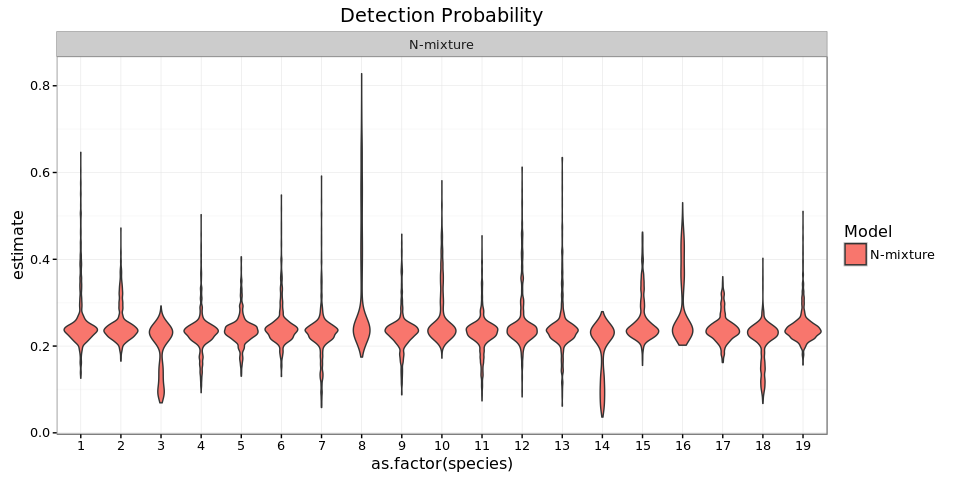 Detection Probability
N-mixture
0.8
0.6
0.4
0.2
0.0
estimate
1 2 3 4 5 6 7 8 9 10 11 12 13 14 15 16 17 18 19
as.factor(species)
Model
N-mixture